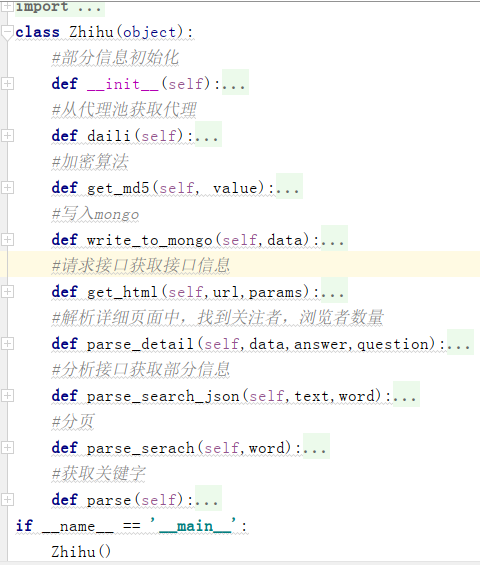 import ...
class Zhihu(object):
#部分信息初始化
def __init__(self):...
#从代理池获取代理
def daili(self):...
#加密算法
def get_md5(self, value):...
#写入mongo
def write_to_mongo(self,data):...
#请求接口获取接口信息
def get_html(self,url,params):...
#解析详细页面中，找到关注者，浏览者数量
def parse_detail(self,data,answer,question):...
#分析接口获取部分信息
def parse_search_json(self,text,word):...
#分页
def parse_serach(self,word):...
#获取关键字
def parse(self):...
if __name__ == '__main__':
Zhihu()